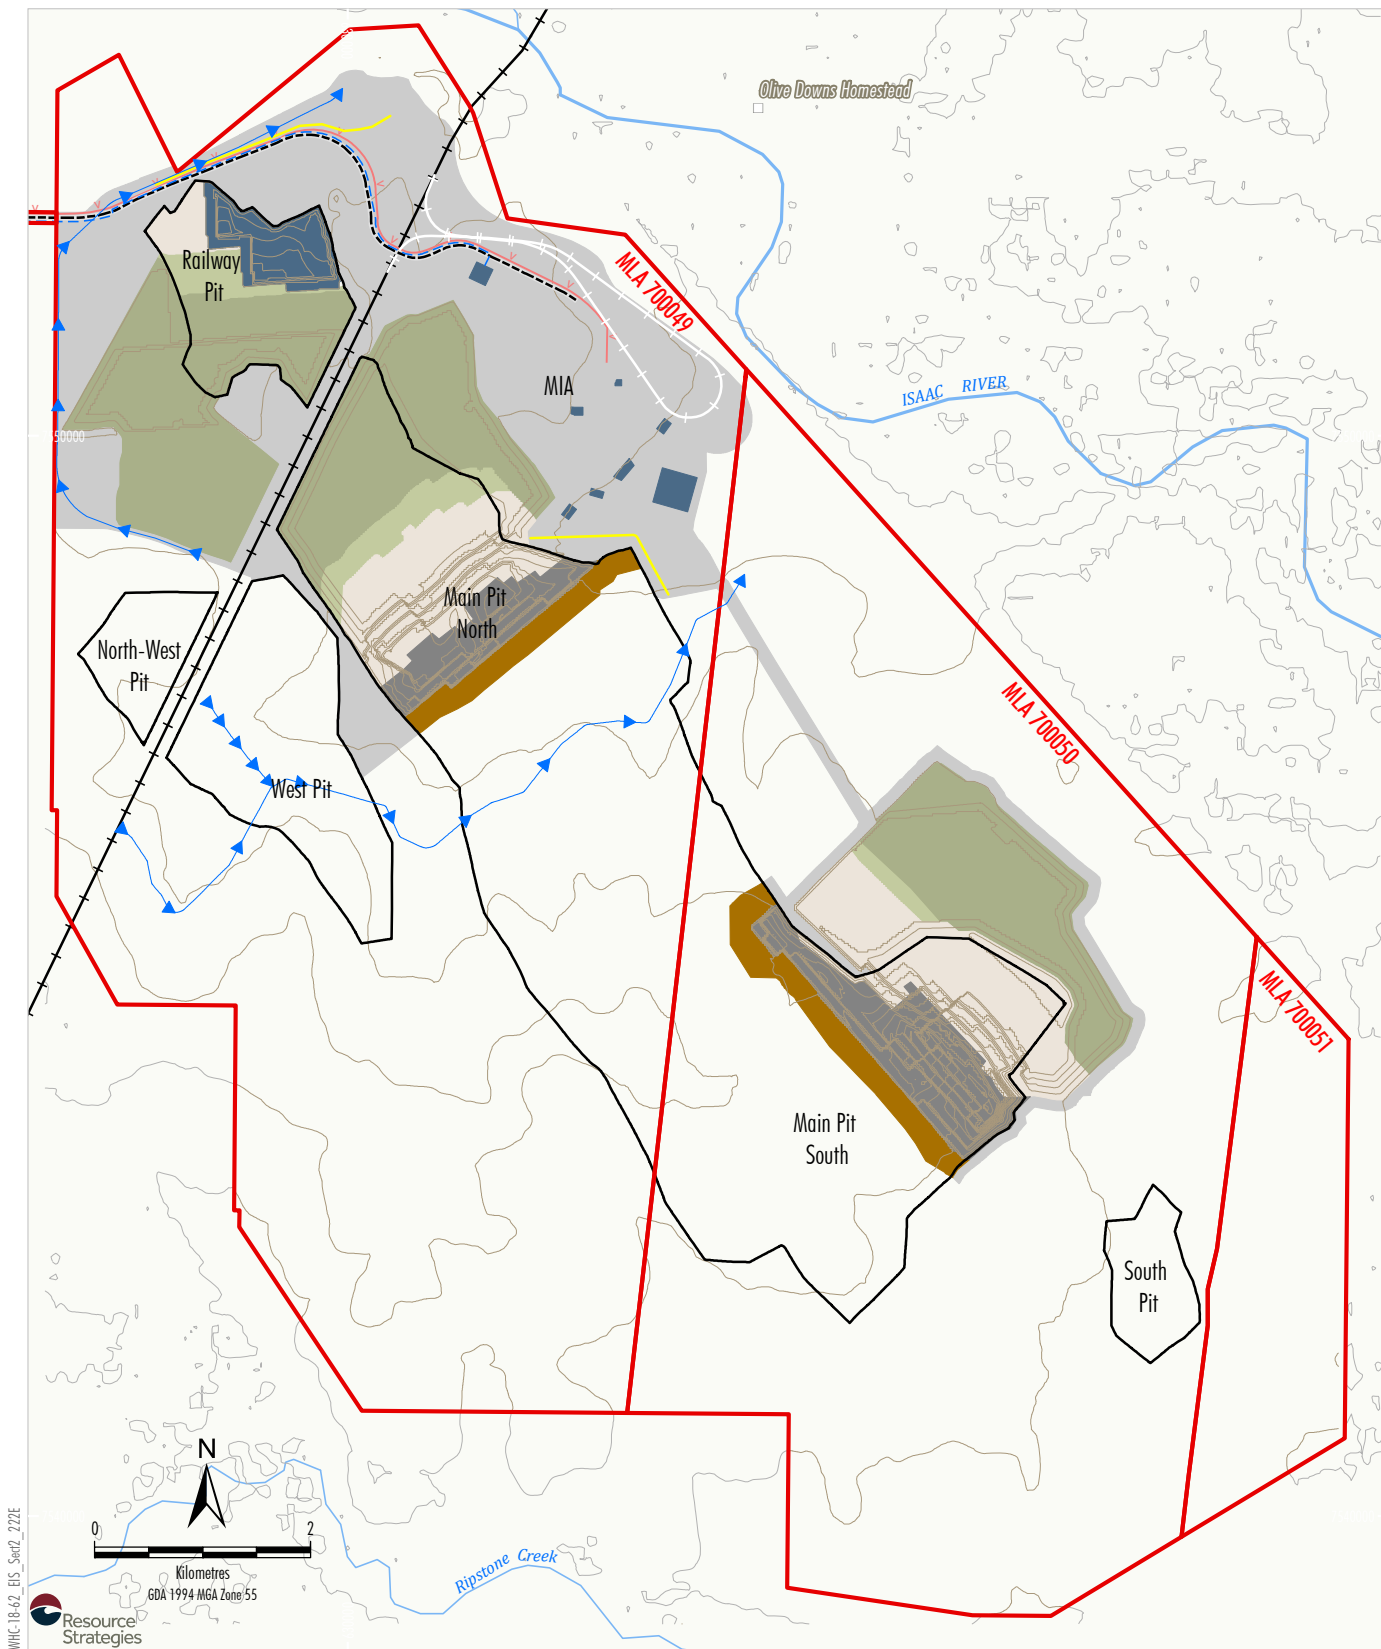 Olive Downs Homestead
MLA 700049
Railway
Pit
MIA
ISAAC RIVER
Main Pit
North
North-West
Pit
MLA 700050
West Pit
MLA 700051
Main Pit
South
South
Pit
N
0 2
Kilometres
GDA 1994 MGA Zone 55
Ripstone Creek
WHC-18-62_EIS_Sect2_222E
Resource
Strategies